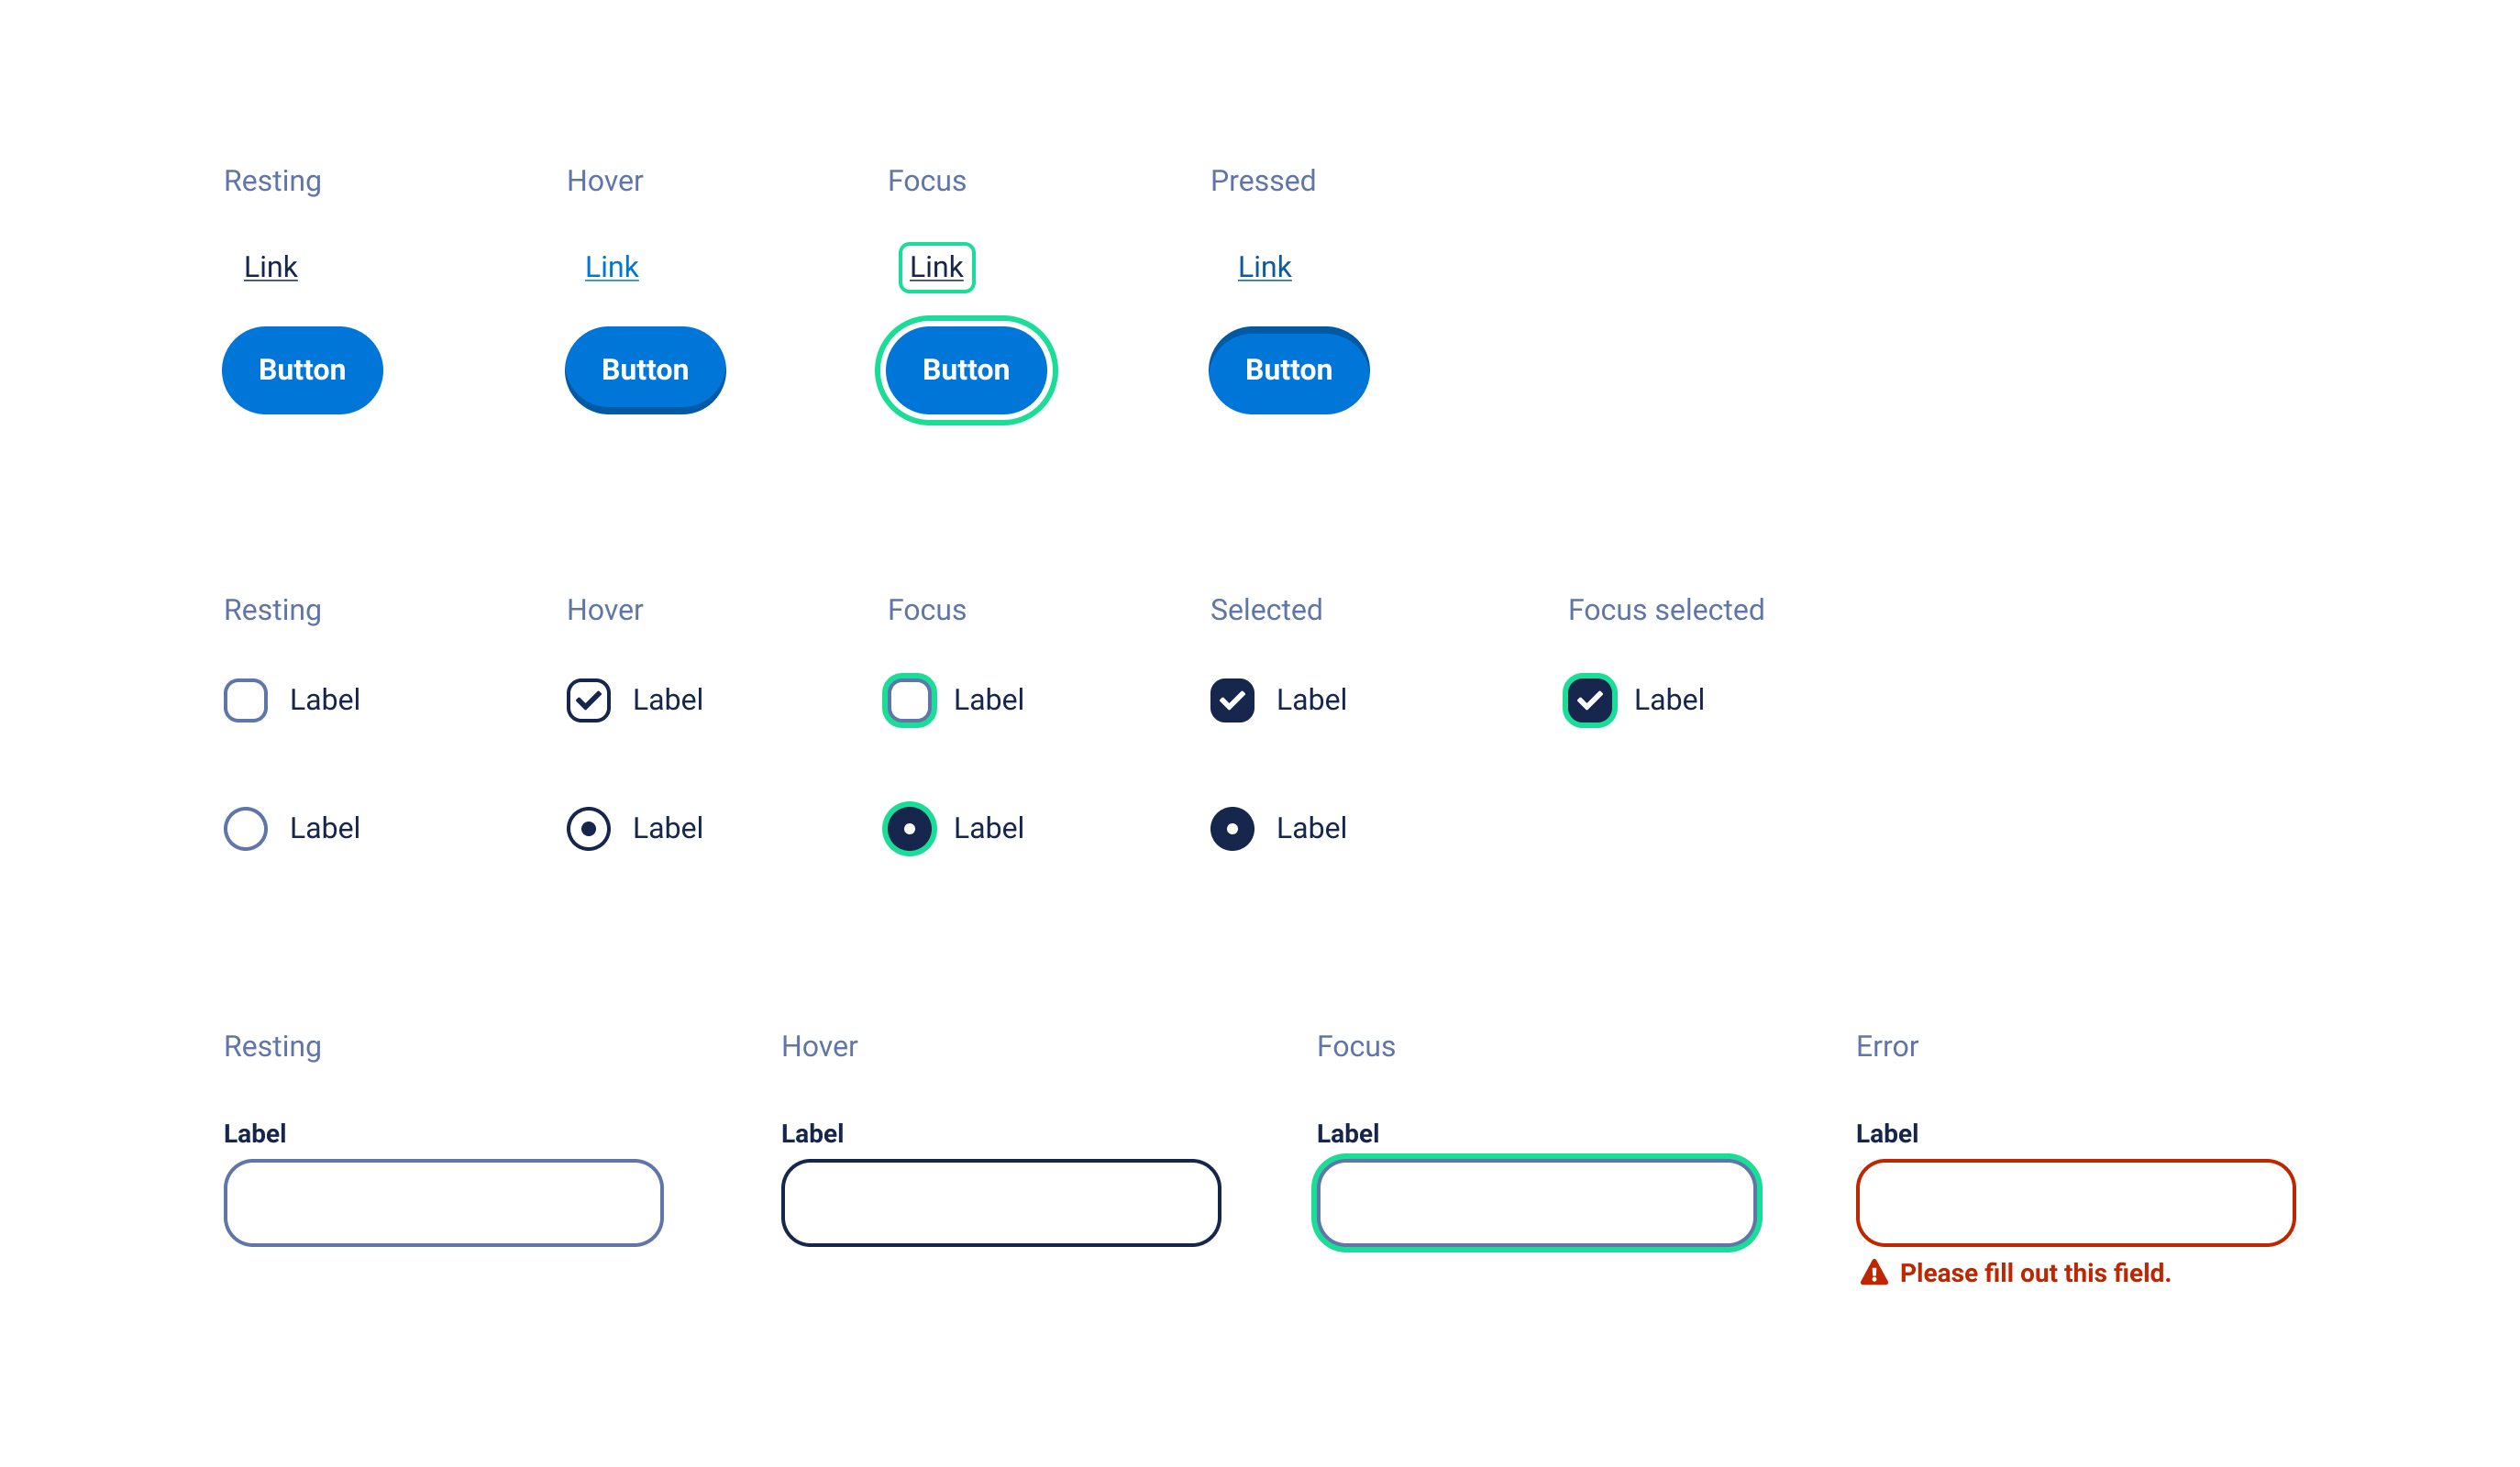 Resting Hover Focus Pressed
Link Link Link Link
Button Button Button Button
Resting Hover Focus Selected Focus selected
Label Label Label Label Label
Label Label Label Label
Resting Hover Focus Error
Label Label Label Label
Please fill out this field.